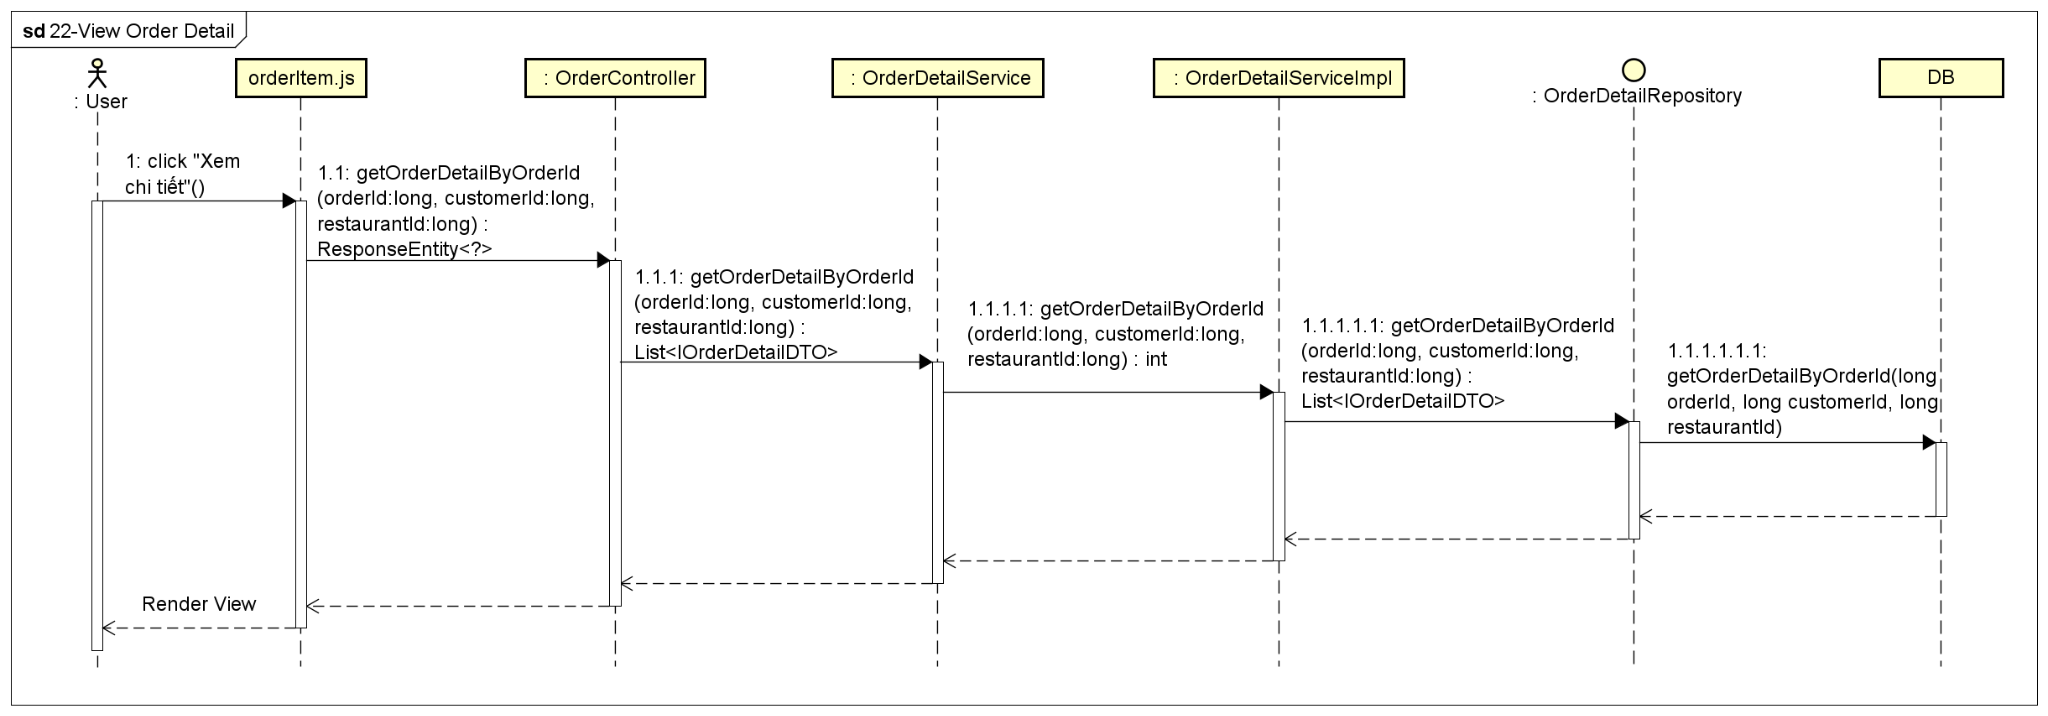 sd 22-View Order Detail
: User
orderItem.js
: OrderController
: OrderDetailService
: OrderDetailServiceImpl
: OrderDetailRepository
DB
1: click "Xem
chi tiết"()
1.1: getOrderDetailByOrderId
(orderId:long, customerId:long,
restaurantId:long) :
ResponseEntity<?>
1.1.1: getOrderDetailByOrderId
(orderId:long, customerId:long,
restaurantId:long) :
List<IOrderDetailDTO>
1.1.1.1: getOrderDetailByOrderId
(orderId:long, customerId:long,
restaurantId:long) : int
1.1.1.1.1: getOrderDetailByOrderId
(orderId:long, customerId:long,
restaurantId:long) :
List<IOrderDetailDTO>
1.1.1.1.1.1:
getOrderDetailByOrderId(long
orderId, long customerId, long
restaurantId)
Render View